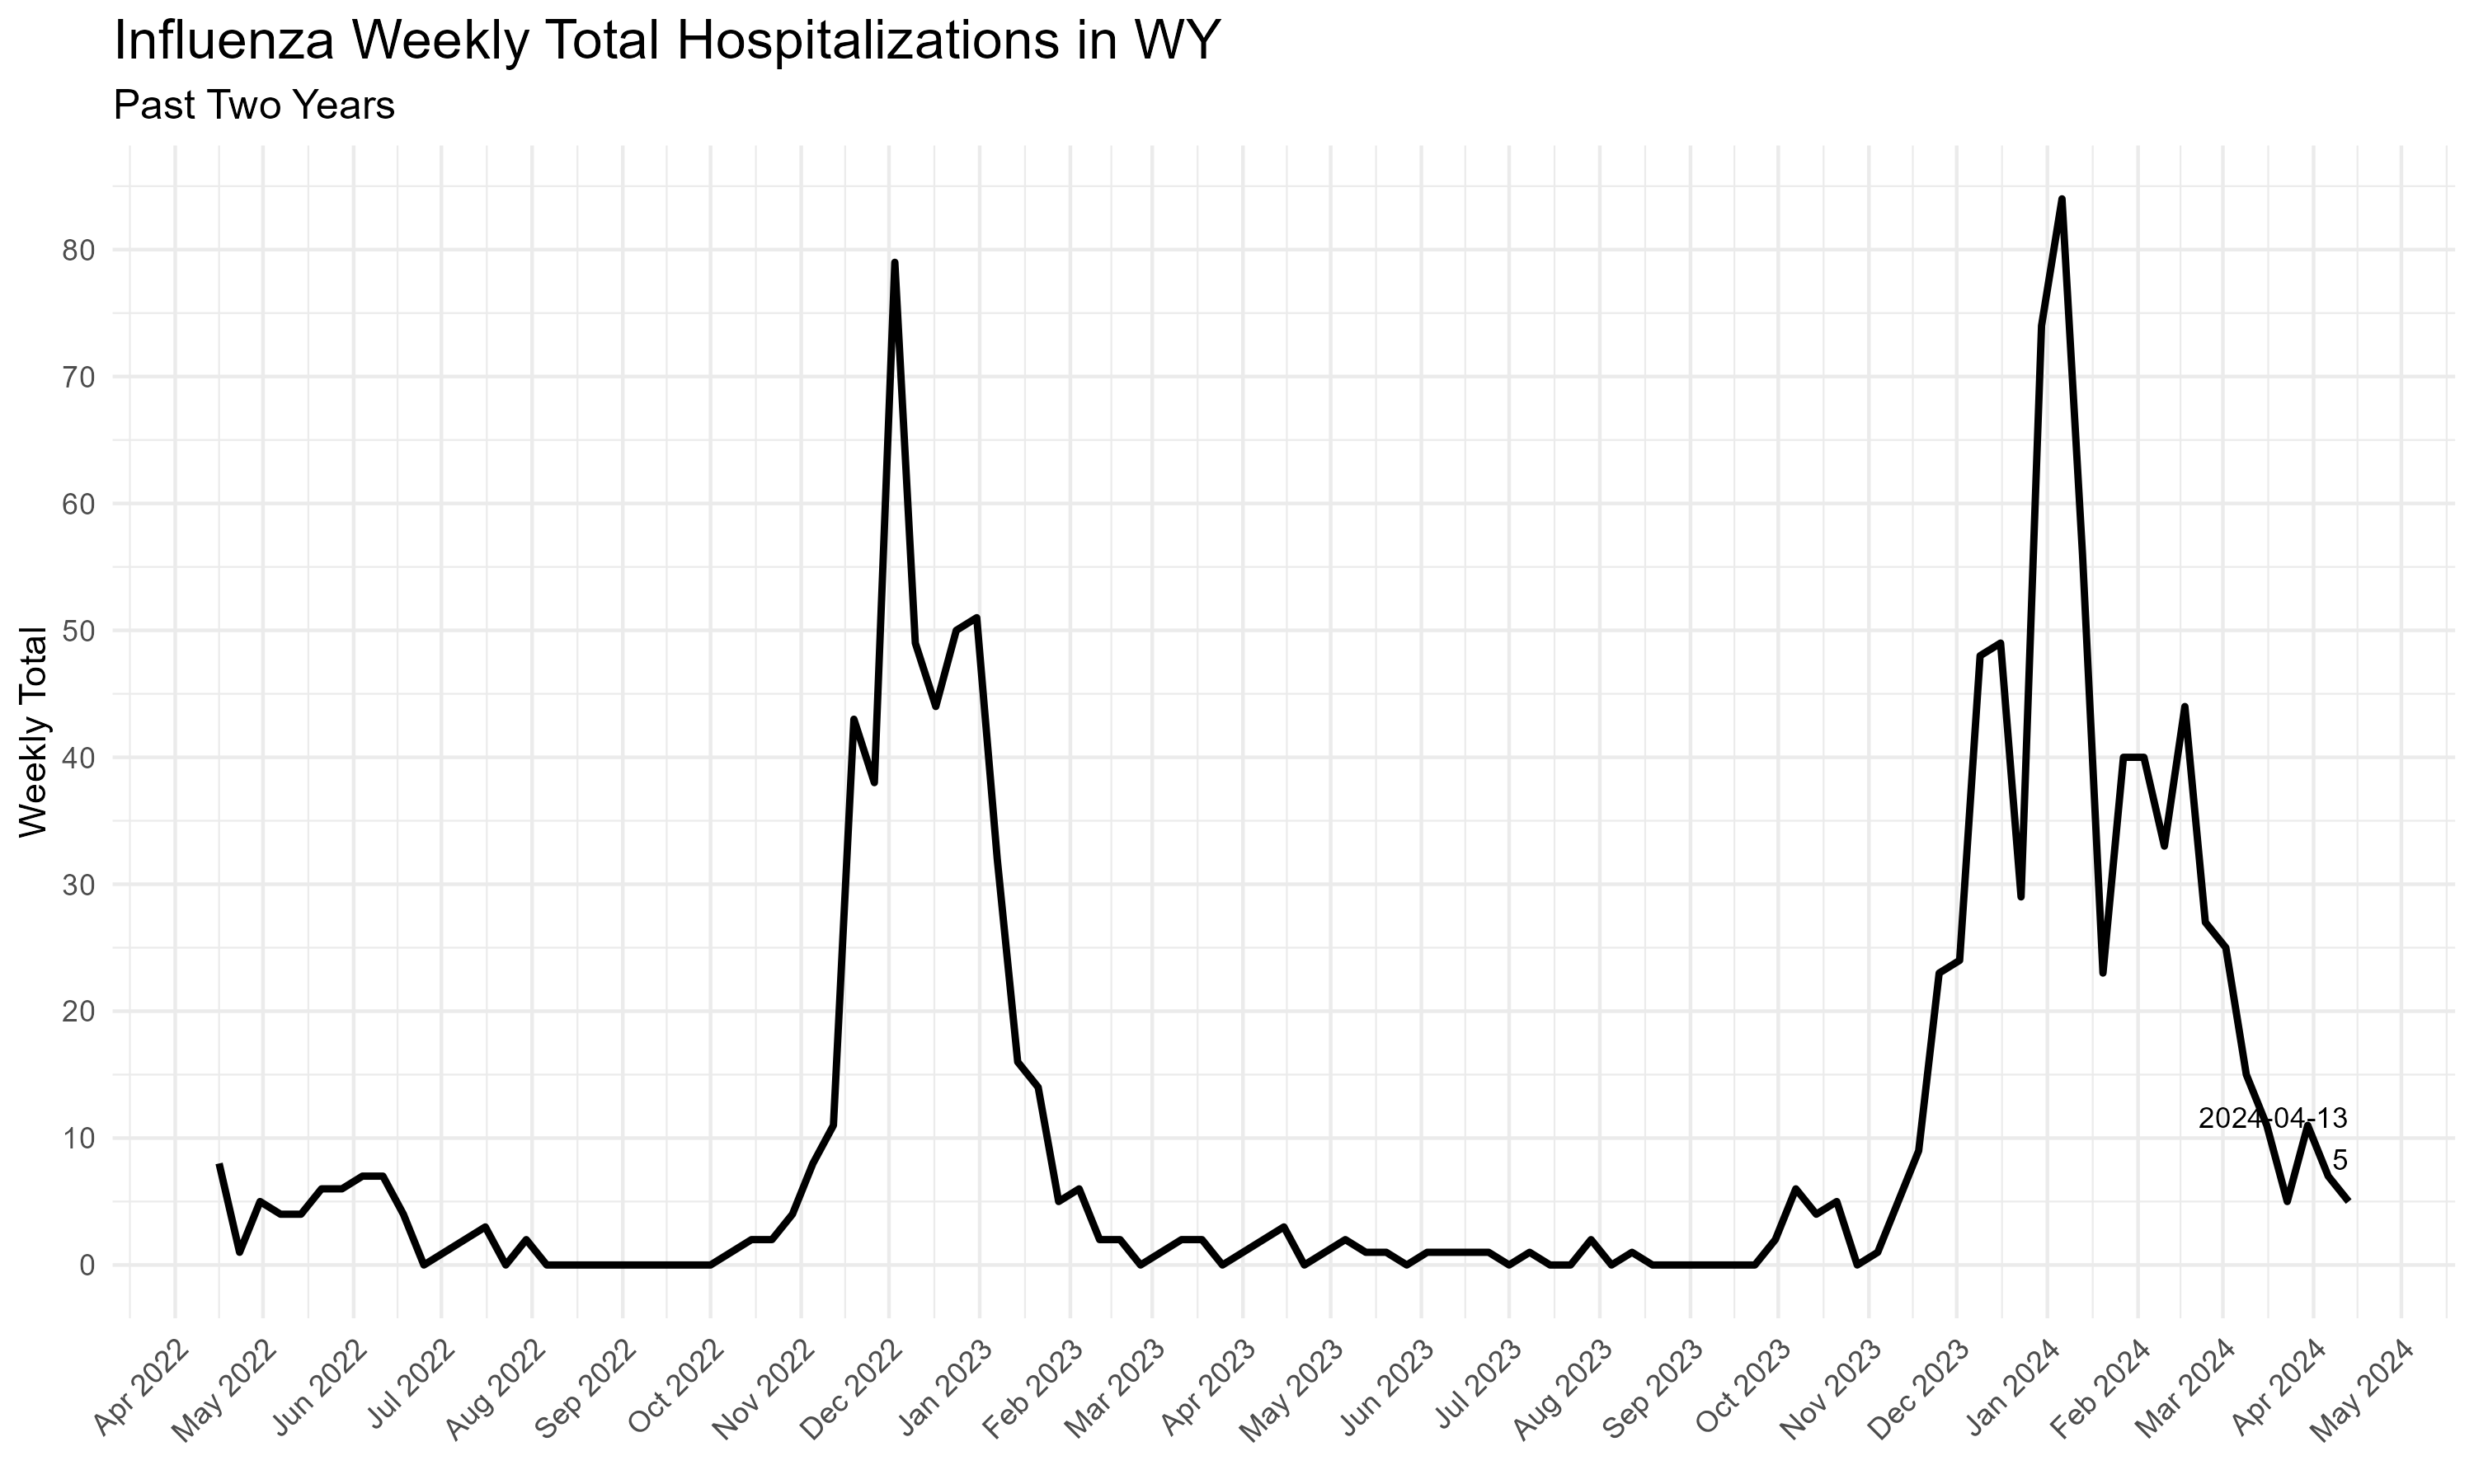 Influenza Weekly Total Hospitalizations in WY
Past Two Years
Weekly Total
80
70
60
50
40
30
20
10
0
2024-04-13
5
Apr 2022
May 2022
Jun 2022
Jul 2022
Aug 2022
Sep 2022
Oct 2022
Nov 2022
Dec 2022
Jan 2023
Feb 2023
Mar 2023
Apr 2023
May 2023
Jun 2023
Jul 2023
Aug 2023
Sep 2023
Oct 2023
Nov 2023
Dec 2023
Jan 2024
Feb 2024
Mar 2024
Apr 2024
May 2024